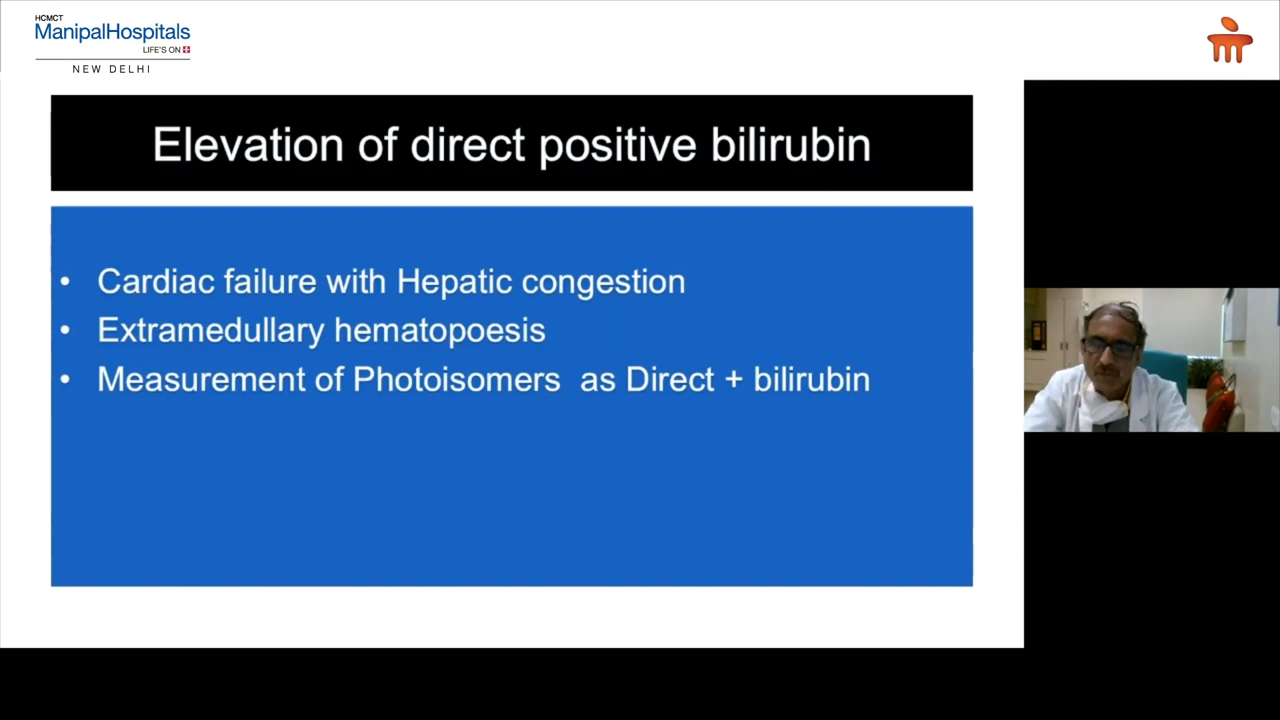 HCMCT
ManipalHospitals
LIFE'S ON
NEW DELHI
Elevation of direct positive bilirubin
• Cardiac failure with Hepatic congestion
• Extramedullary hematopoesis
• Measurement of Photoisomers as Direct + bilirubin